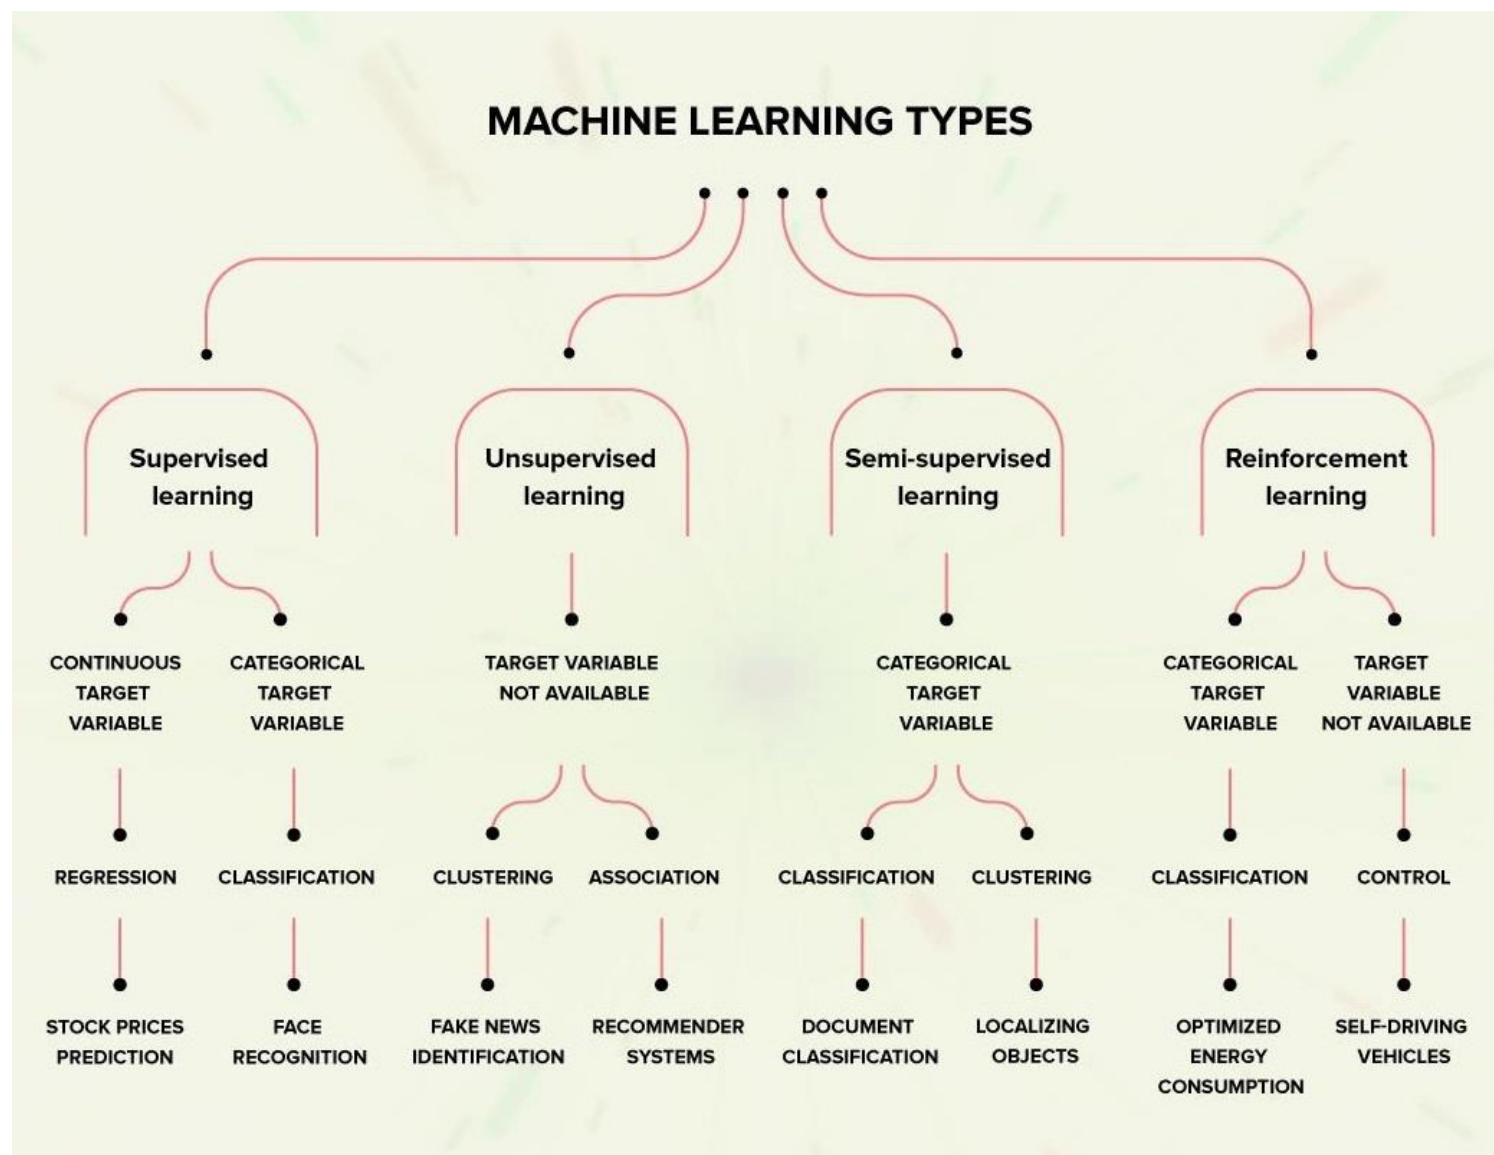 MACHINE LEARNING TYPES
Supervised
learning
Unsupervised
learning
Semi-supervised
learning
Reinforcement
learning
CONTINUOUS
TARGET
VARIABLE
CATEGORICAL
TARGET
VARIABLE
TARGET VARIABLE
NOT AVAILABLE
CATEGORICAL
TARGET
VARIABLE
CATEGORICAL
TARGET
VARIABLE
TARGET
VARIABLE
NOT AVAILABLE
REGRESSION
CLASSIFICATION
CLUSTERING
ASSOCIATION
CLASSIFICATION
CLUSTERING
CLASSIFICATION
CONTROL
STOCK PRICES
PREDICTION
FACE
RECOGNITION
FAKE NEWS
IDENTIFICATION
RECOMMENDER
SYSTEMS
DOCUMENT
CLASSIFICATION
LOCALIZING
OBJECTS
OPTIMIZED
ENERGY
CONSUMPTION
SELF-DRIVING
VEHICLES